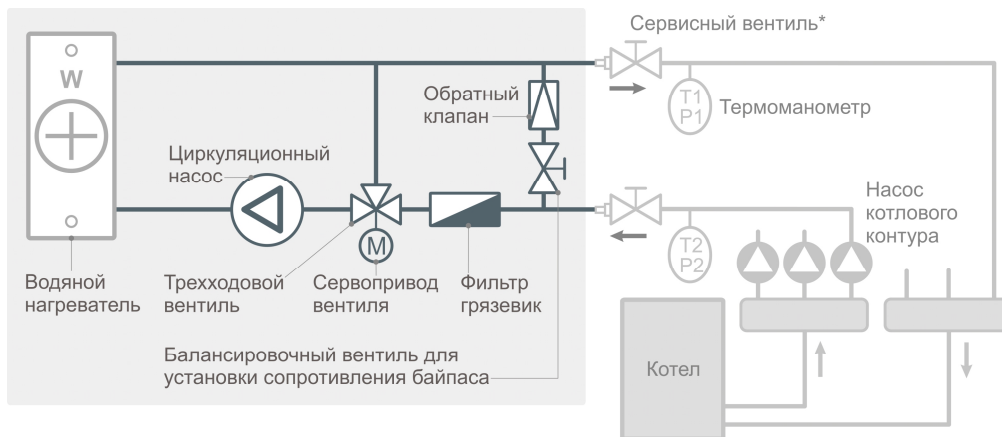 Сервисный вентиль*
W
Обратный
клапан
T1
P1
Термоманометр
Циркуляционный
насос
Насос
котлового
контура
M
T2
P2
Водяной
нагреватель
Трехходовой
вентиль
Сервопривод
вентиля
Фильтр
грязевик
Балансировочный вентиль для
установки сопротивления байпаса
Котел